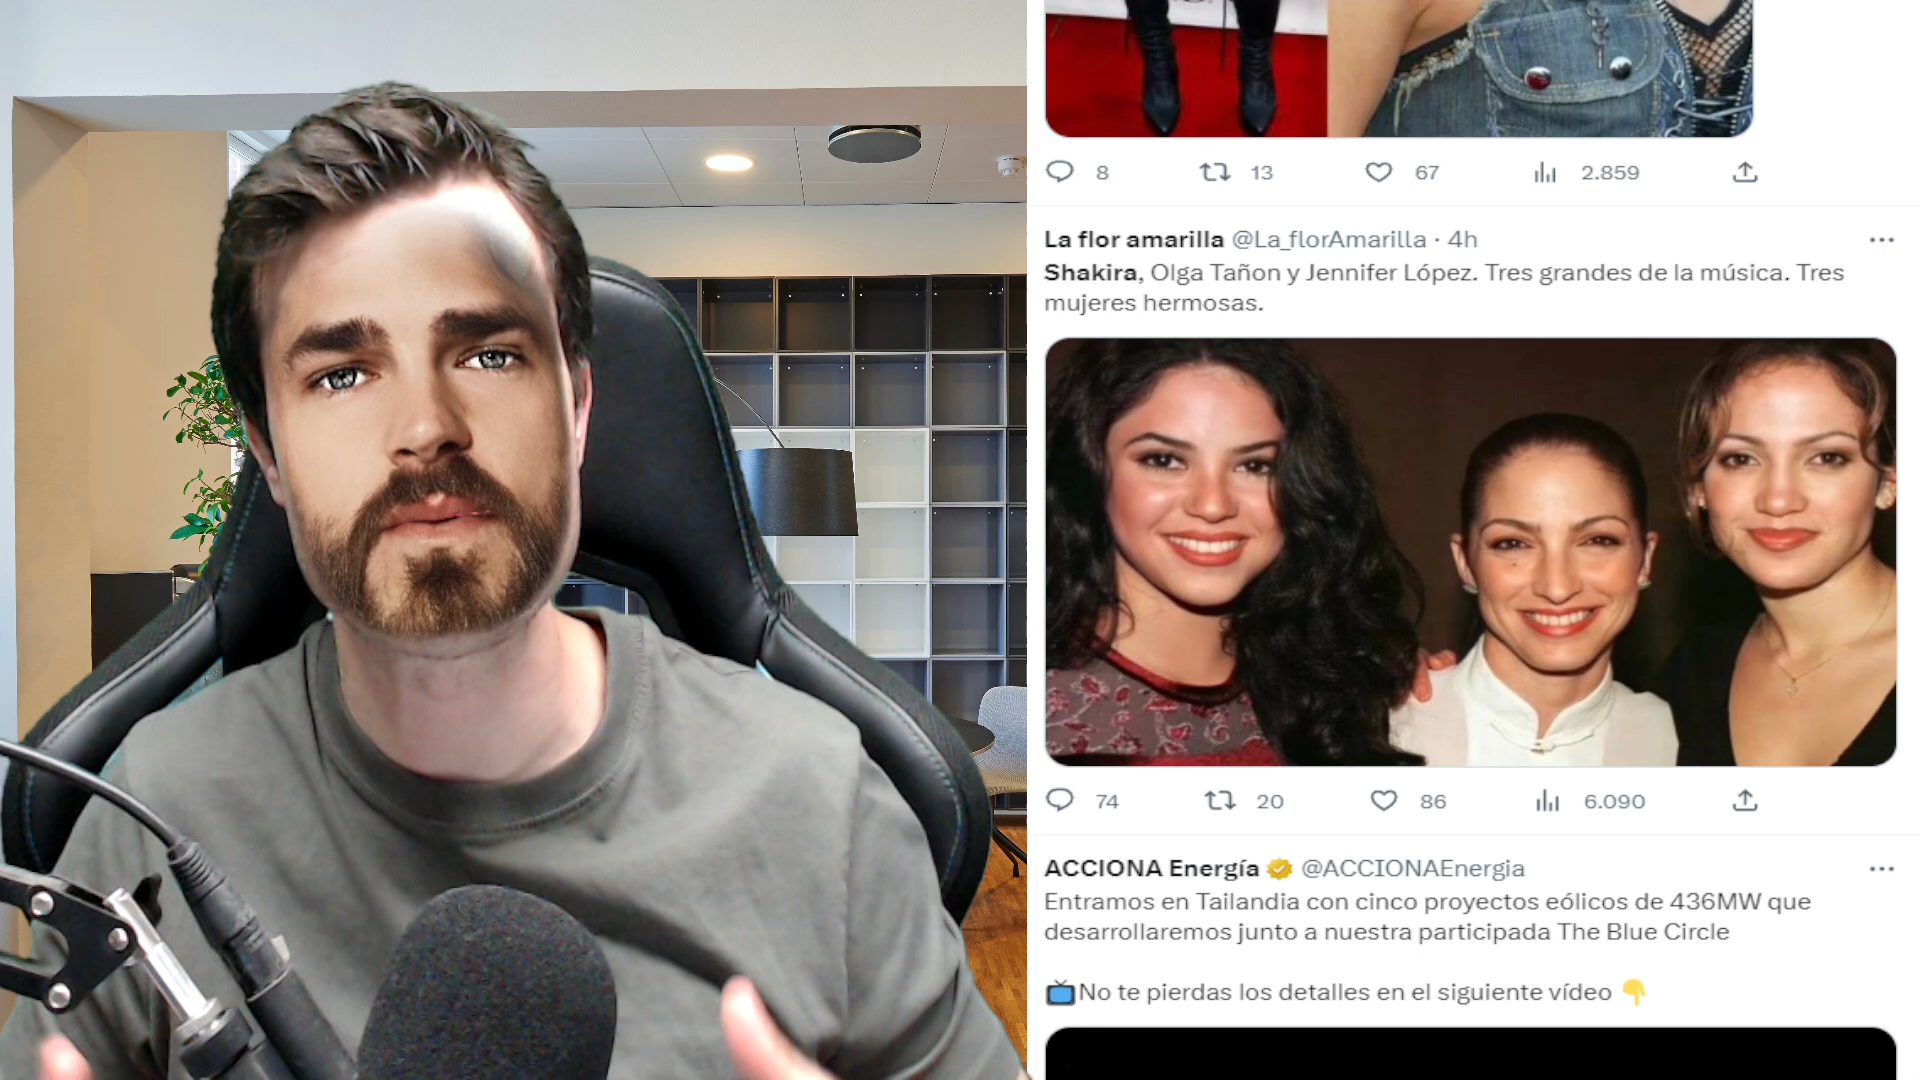 8 13 67 2.859
La flor amarilla @La_florAmarilla · 4h
Shakira, Olga Tañon y Jennifer López. Tres grandes de la música. Tres
mujeres hermosas.
74 20 86 6.090
ACCIONA Energía @ACCIONAEnergia
Entramos en Tailandia con cinco proyectos eólicos de 436MW que
desarrollaremos junto a nuestra participada The Blue Circle
📺No te pierdas los detalles en el siguiente vídeo 👇